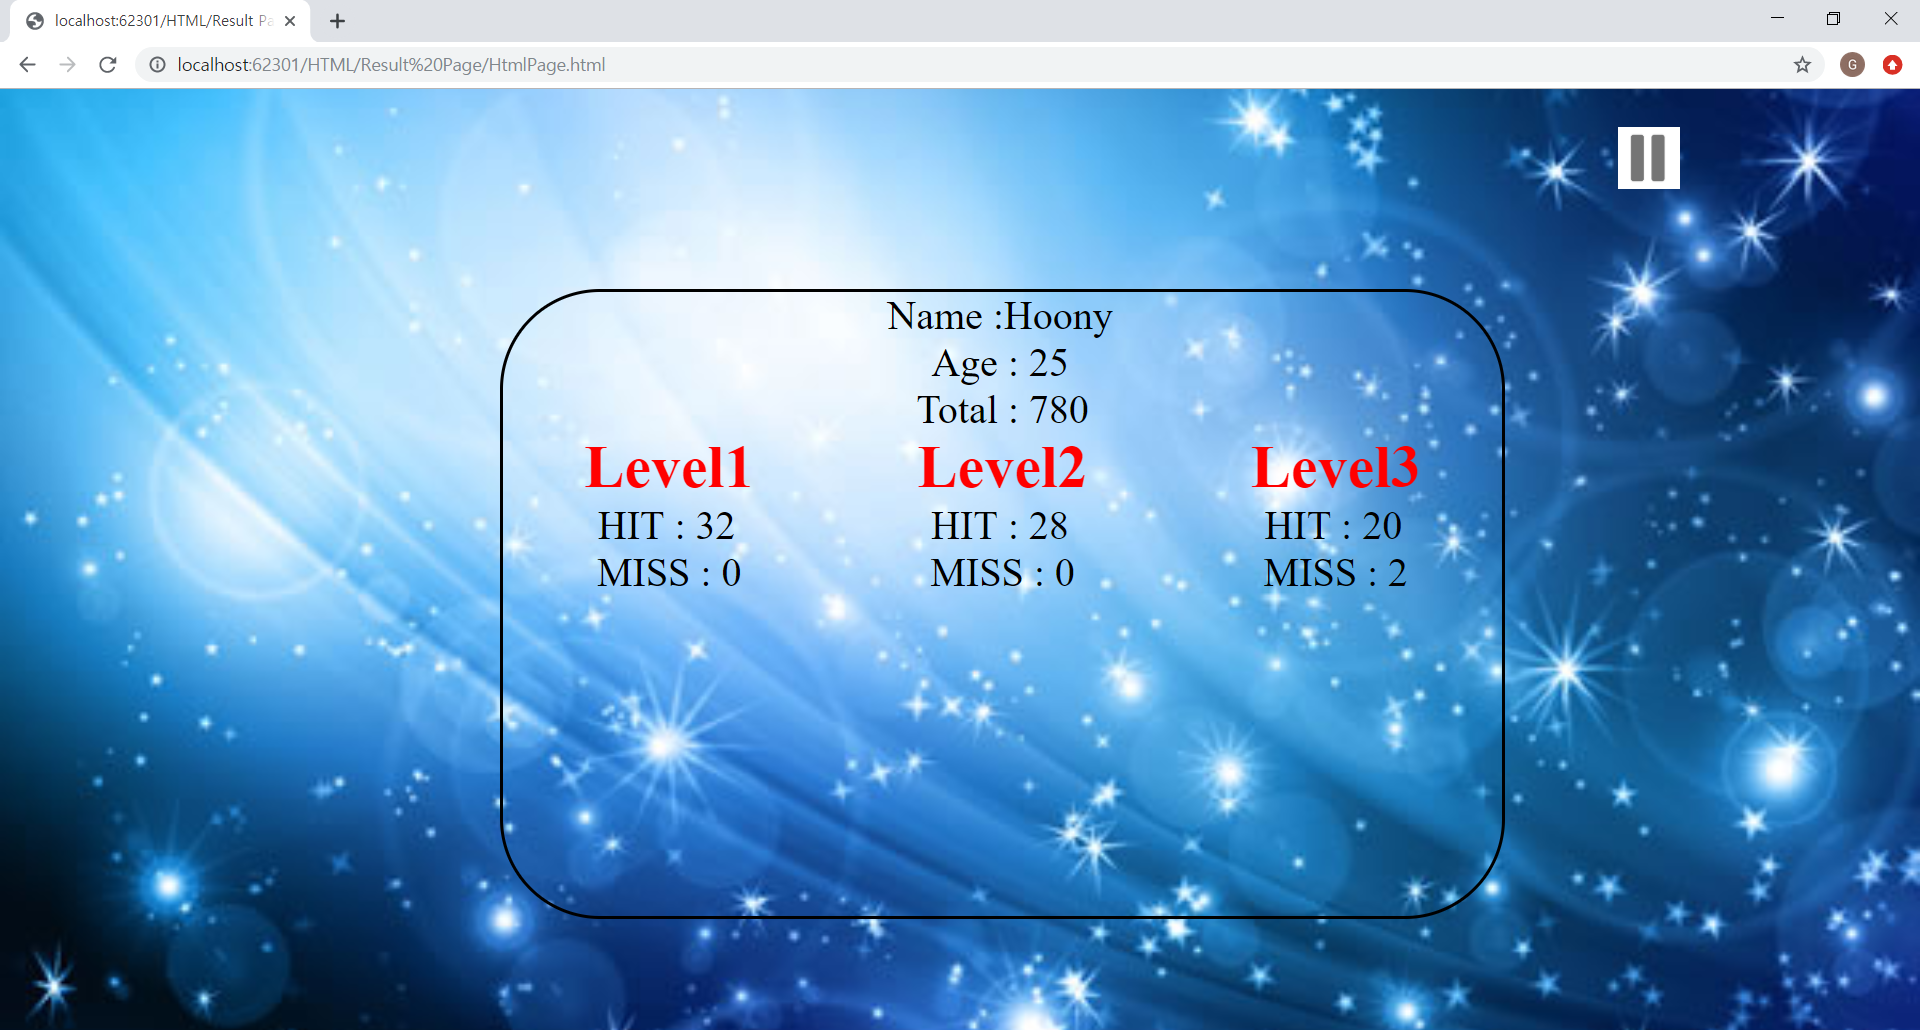 localhost:62301/HTML/Result Pa
localhost:62301/HTML/Result%20Page/HtmlPage.html
G
Name :Hoony
Age : 25
Total : 780
Level1 Level2 Level3
HIT : 32 HIT : 28 HIT : 20
MISS : 0 MISS : 0 MISS : 2